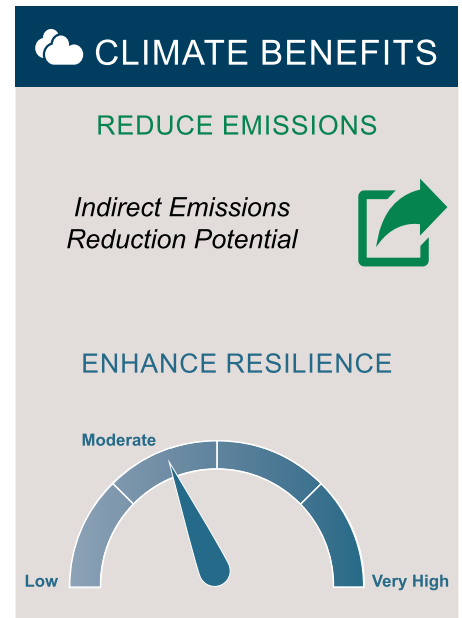 CLIMATE BENEFITS
REDUCE EMISSIONS
Indirect Emissions
Reduction Potential
ENHANCE RESILIENCE
Moderate
Low
Very High